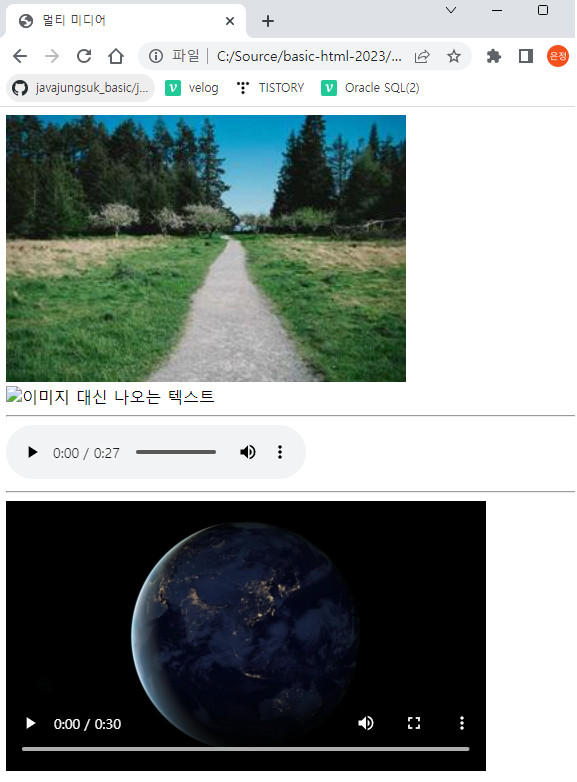 멀티 미디어
파일 C:/Source/basic-html-2023/...
은정
javajungsuk_basic/j...
velog
TISTORY
Oracle SQL(2)
이미지 대신 나오는 텍스트
0:00 / 0:27
0:00 / 0:30